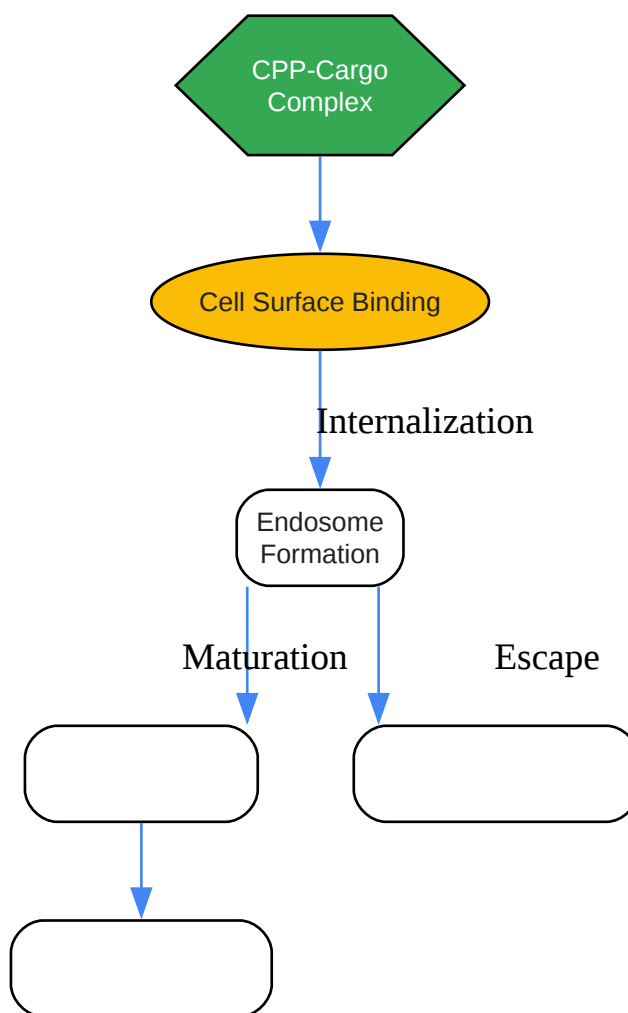 CPP-Cargo
Complex
Cell Surface Binding
Internalization
Endosome
Formation
Maturation
Escape